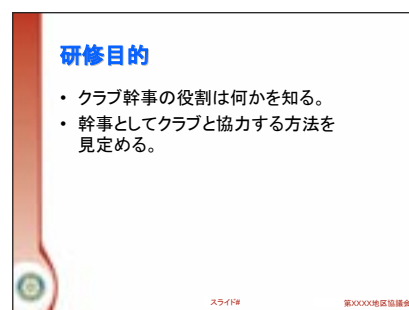 研修目的
• クラブ幹事の役割は何かを知る。
• 幹事としてクラブと協力する方法を
見定める。
スライド#
第XXXX地区協議会